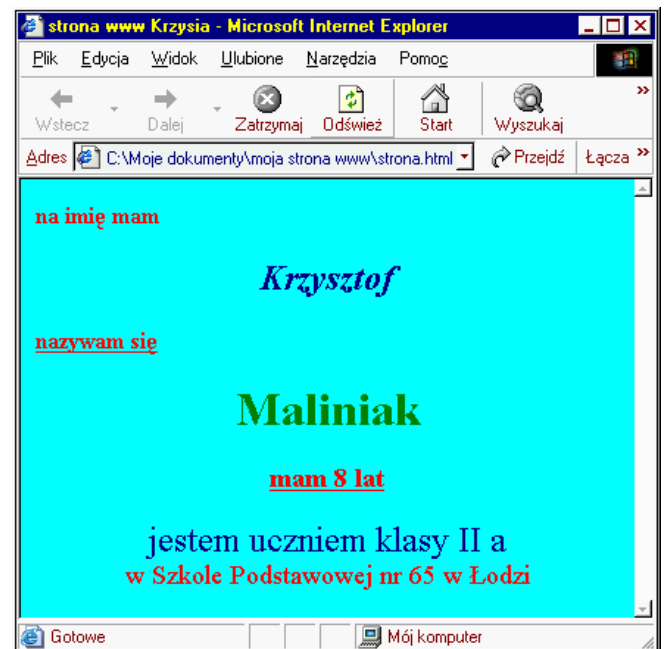 strona www Krzysia - Microsoft Internet Explorer
Plik Edycja Widok Ulubione Narzędzia Pomoc
Wstecz Dalej Zatrzymaj Odśwież Start Wyszukaj »
Adres C:\Moje dokumenty\moja strona www\strona.html Przejdź Łącza »
na imię mam
Krzysztof
nazywam się
Maliniak
mam 8 lat
jestem uczniem klasy II a
w Szkole Podstawowej nr 65 w Łodzi
Gotowe Mój komputer